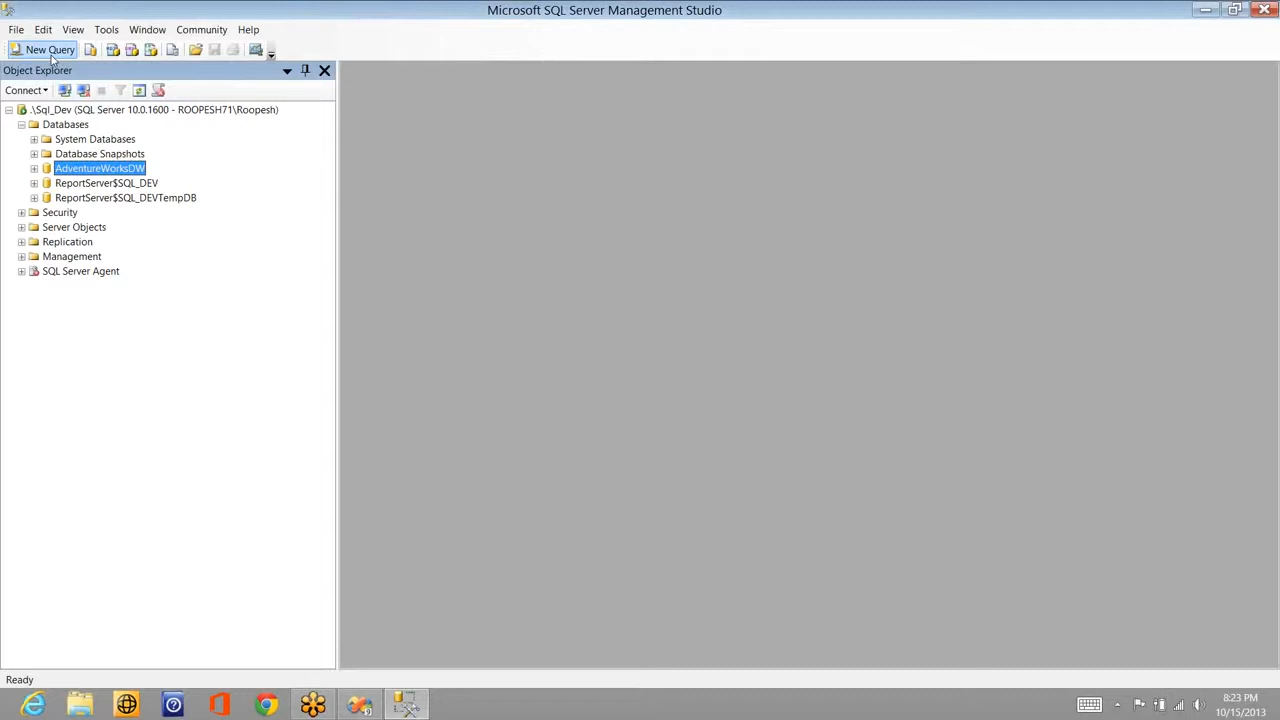 Microsoft SQL Server Management Studio
File Edit View Tools Window Community Help
New Query
Object Explorer
Connect
.\Sql_Dev (SQL Server 10.0.1600 - ROOPESH71\Roopesh)
Databases
System Databases
Database Snapshots
AdventureWorksDW
ReportServer$SQL_DEV
ReportServer$SQL_DEVTempDB
Security
Server Objects
Replication
Management
SQL Server Agent
Ready
8:23 PM
10/15/2013